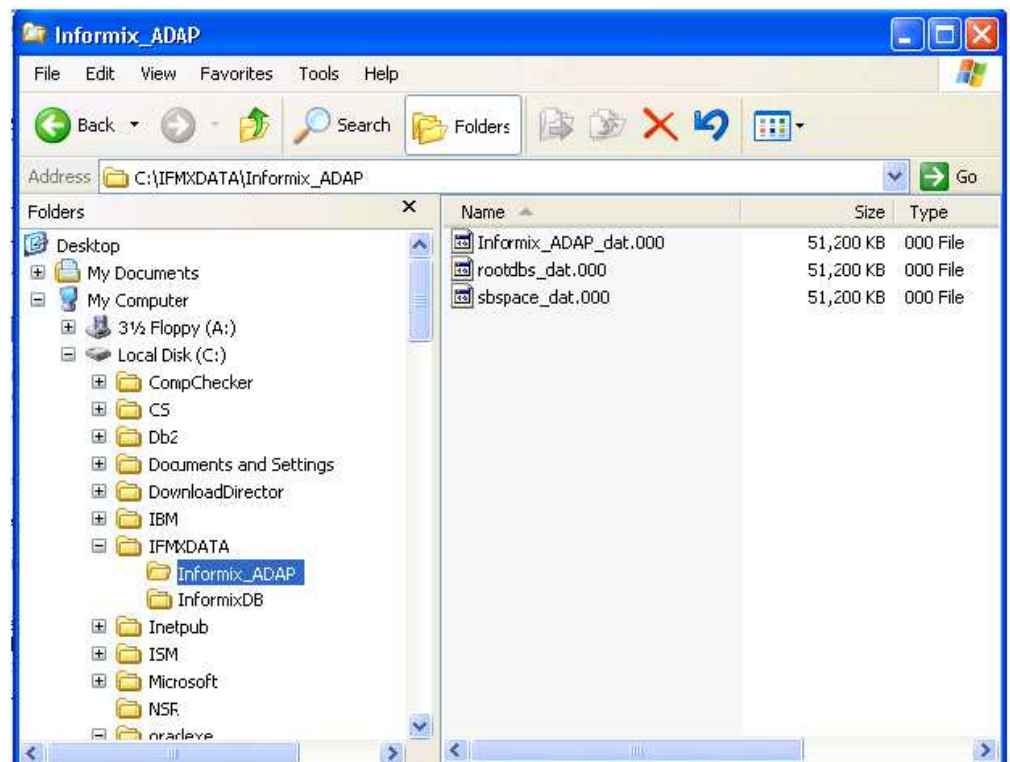 Informix_ADAP
File Edit View Favorites Tools Help
Back Search Folders
Address C:\IFMXDATA\Informix_ADAP Go
Folders
Name Size Type
Desktop
My Documents
My Computer
3½ Floppy (A:)
Local Disk (C:)
CompChecker
CS
Db2
Documents and Settings
DownloadDirector
IBM
IFMXDATA
Informix_ADAP
InformixDB
Inetpub
ISM
Microsoft
NSR
oraclexe
Informix_ADAP_dat.000 51,200 KB 000 File
rootdbs_dat.000 51,200 KB 000 File
sbspace_dat.000 51,200 KB 000 File